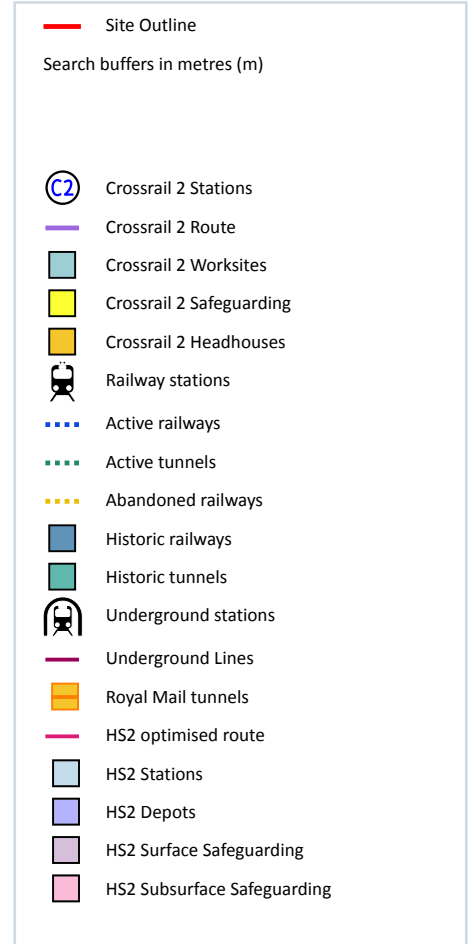 Site Outline
Search buffers in metres (m)
C2 Crossrail 2 Stations
Crossrail 2 Route
Crossrail 2 Worksites
Crossrail 2 Safeguarding
Crossrail 2 Headhouses
Railway stations
Active railways
Active tunnels
Abandoned railways
Historic railways
Historic tunnels
Underground stations
Underground Lines
Royal Mail tunnels
HS2 optimised route
HS2 Stations
HS2 Depots
HS2 Surface Safeguarding
HS2 Subsurface Safeguarding